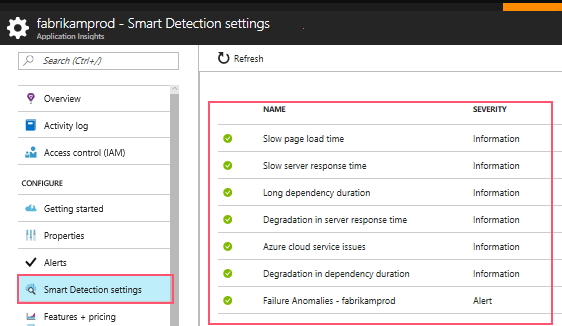 fabrikamprod - Smart Detection settings
Application Insights
Search (Ctrl+/)
Overview
Activity log
Access control (IAM)
CONFIGURE
Getting started
Properties
Alerts
Smart Detection settings
Features + pricing
Refresh
NAME SEVERITY
Slow page load time Information
Slow server response time Information
Long dependency duration Information
Degradation in server response time Information
Azure cloud service issues Information
Degradation in dependency duration Information
Failure Anomalies - fabrikamprod Alert